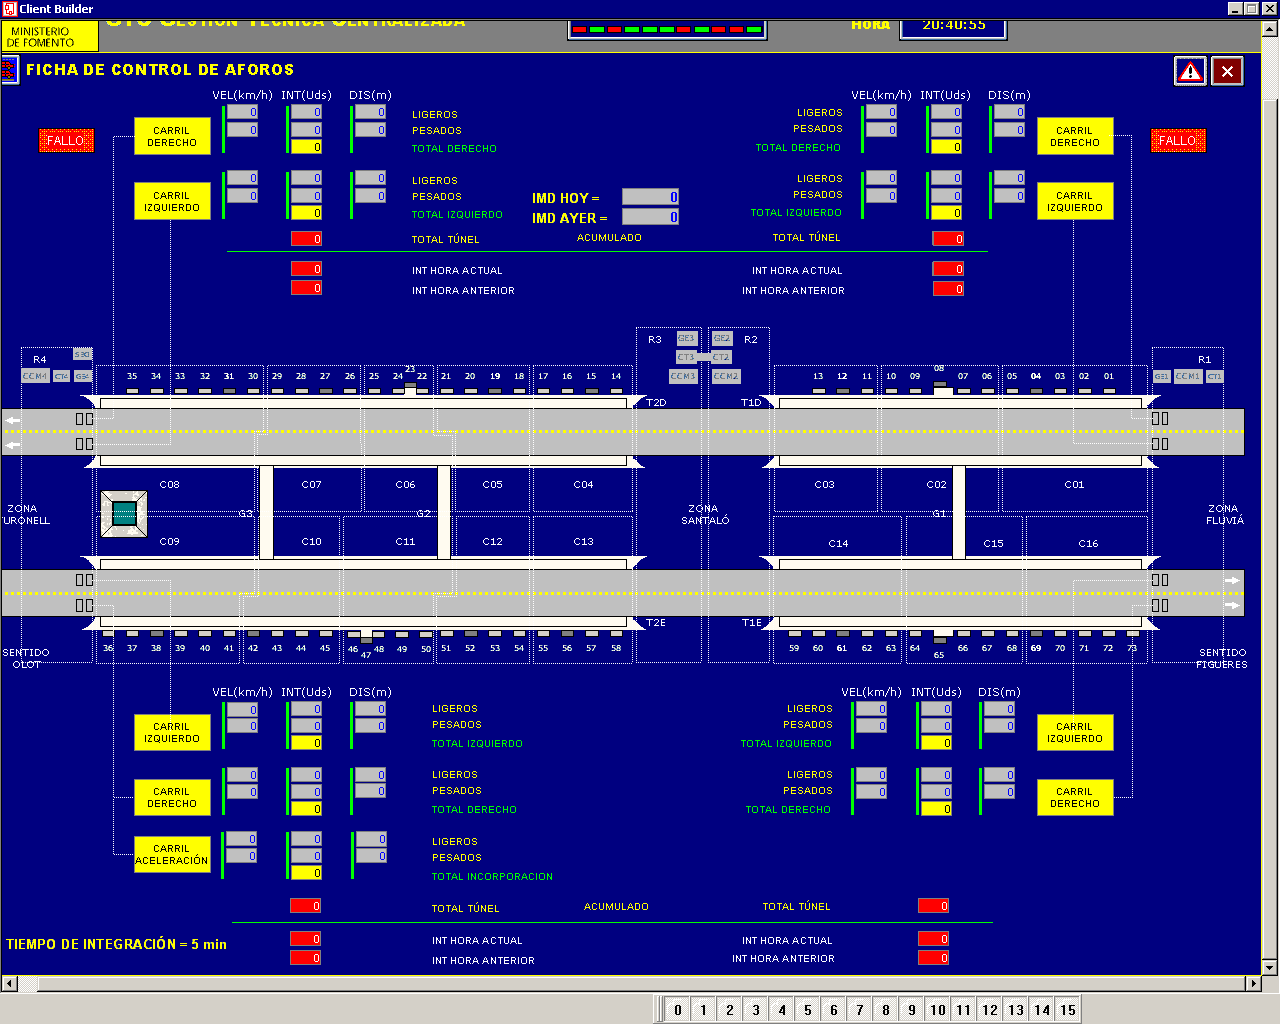 Client Builder
MINISTERIO
DE FOMENTO
GESTIÓN TÉCNICA CENTRALIZADA
HORA
20:40:55
FICHA DE CONTROL DE AFOROS
VEL(km/h) INT(Uds) DIS(m)
VEL(km/h) INT(Uds) DIS(m)
FALLO
CARRIL
DERECHO
0 0 0 LIGEROS
0 0 0 PESADOS
0 TOTAL DERECHO
LIGEROS 0 0 0
PESADOS 0 0 0
TOTAL DERECHO 0
CARRIL
DERECHO
FALLO
CARRIL
IZQUIERDO
0 0 0 LIGEROS
0 0 0 PESADOS
0 TOTAL IZQUIERDO
IMD HOY = 0
IMD AYER = 0
LIGEROS 0 0 0
PESADOS 0 0 0
TOTAL IZQUIERDO 0
CARRIL
IZQUIERDO
0 TOTAL TÚNEL ACUMULADO TOTAL TÚNEL 0
0 INT HORA ACTUAL INT HORA ACTUAL 0
0 INT HORA ANTERIOR INT HORA ANTERIOR 0
R4 R3 GE3 GE2 R2 R1
CT3 CT2
CCM4 CT4 GE4 CCM3 CCM2 GE1 CCM1 CT1
35 34 33 32 31 30 29 28 27 26 25 24 23 22 21 20 19 18 17 16 15 14 13 12 11 10 09 08 07 06 05 04 03 02 01
T2D T1D
C08 C07 C06 C05 C04 C03 C02 C01
ZONA
URONELL
G3 G2
ZONA
SANTALÓ
G1
ZONA
FLUVIÀ
C09 C10 C11 C12 C13 C14 C15 C16
T2E T1E
36 37 38 39 40 41 42 43 44 45 46 47 48 49 50 51 52 53 54 55 56 57 58 59 60 61 62 63 64 65 66 67 68 69 70 71 72 73
SENTIDO
OLOT
SENTIDO
FIGUERES
VEL(km/h) INT(Uds) DIS(m)
VEL(km/h) INT(Uds) DIS(m)
CARRIL
IZQUIERDO
0 0 0 LIGEROS
0 0 0 PESADOS
0 TOTAL IZQUIERDO
LIGEROS 0 0 0
PESADOS 0 0 0
TOTAL IZQUIERDO 0
CARRIL
IZQUIERDO
CARRIL
DERECHO
0 0 0 LIGEROS
0 0 0 PESADOS
0 TOTAL DERECHO
LIGEROS 0 0 0
PESADOS 0 0 0
TOTAL DERECHO 0
CARRIL
DERECHO
CARRIL
ACELERACIÓN
0 0 0 LIGEROS
0 0 0 PESADOS
0 TOTAL INCORPORACION
0 TOTAL TÚNEL ACUMULADO TOTAL TÚNEL 0
TIEMPO DE INTEGRACIÓN = 5 min
0 INT HORA ACTUAL INT HORA ACTUAL 0
0 INT HORA ANTERIOR INT HORA ANTERIOR 0
0 1 2 3 4 5 6 7 8 9 10 11 12 13 14 15